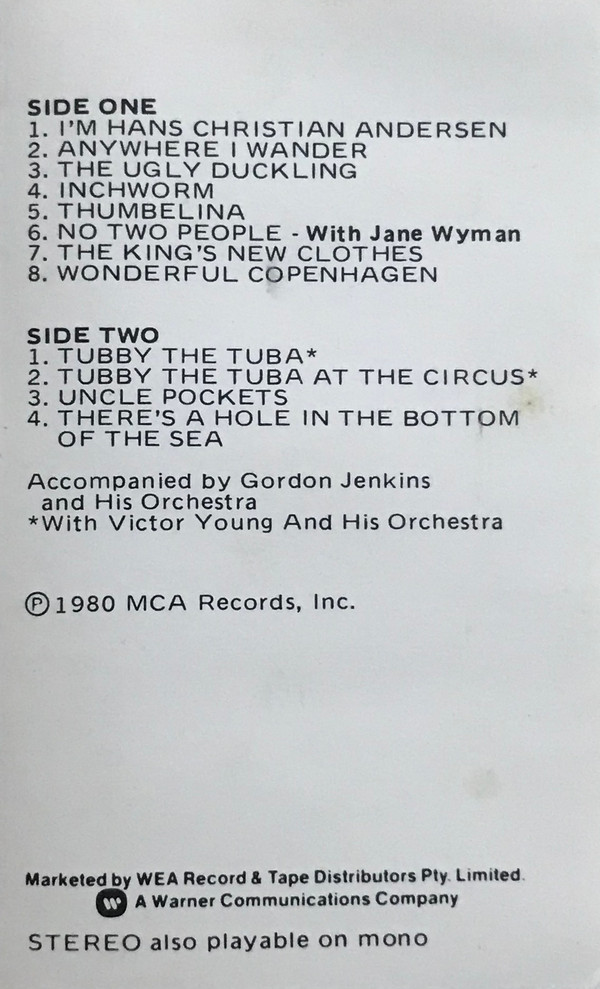 SIDE ONE
1. I'M HANS CHRISTIAN ANDERSEN
2. ANYWHERE I WANDER
3. THE UGLY DUCKLING
4. INCHWORM
5. THUMBELINA
6. NO TWO PEOPLE - With Jane Wyman
7. THE KING'S NEW CLOTHES
8. WONDERFUL COPENHAGEN
SIDE TWO
1. TUBBY THE TUBA*
2. TUBBY THE TUBA AT THE CIRCUS*
3. UNCLE POCKETS
4. THERE'S A HOLE IN THE BOTTOM
OF THE SEA
Accompanied by Gordon Jenkins
and His Orchestra
*With Victor Young And His Orchestra
℗ 1980 MCA Records, Inc.
Marketed by WEA Record & Tape Distributors Pty. Limited.
A Warner Communications Company
STEREO also playable on mono